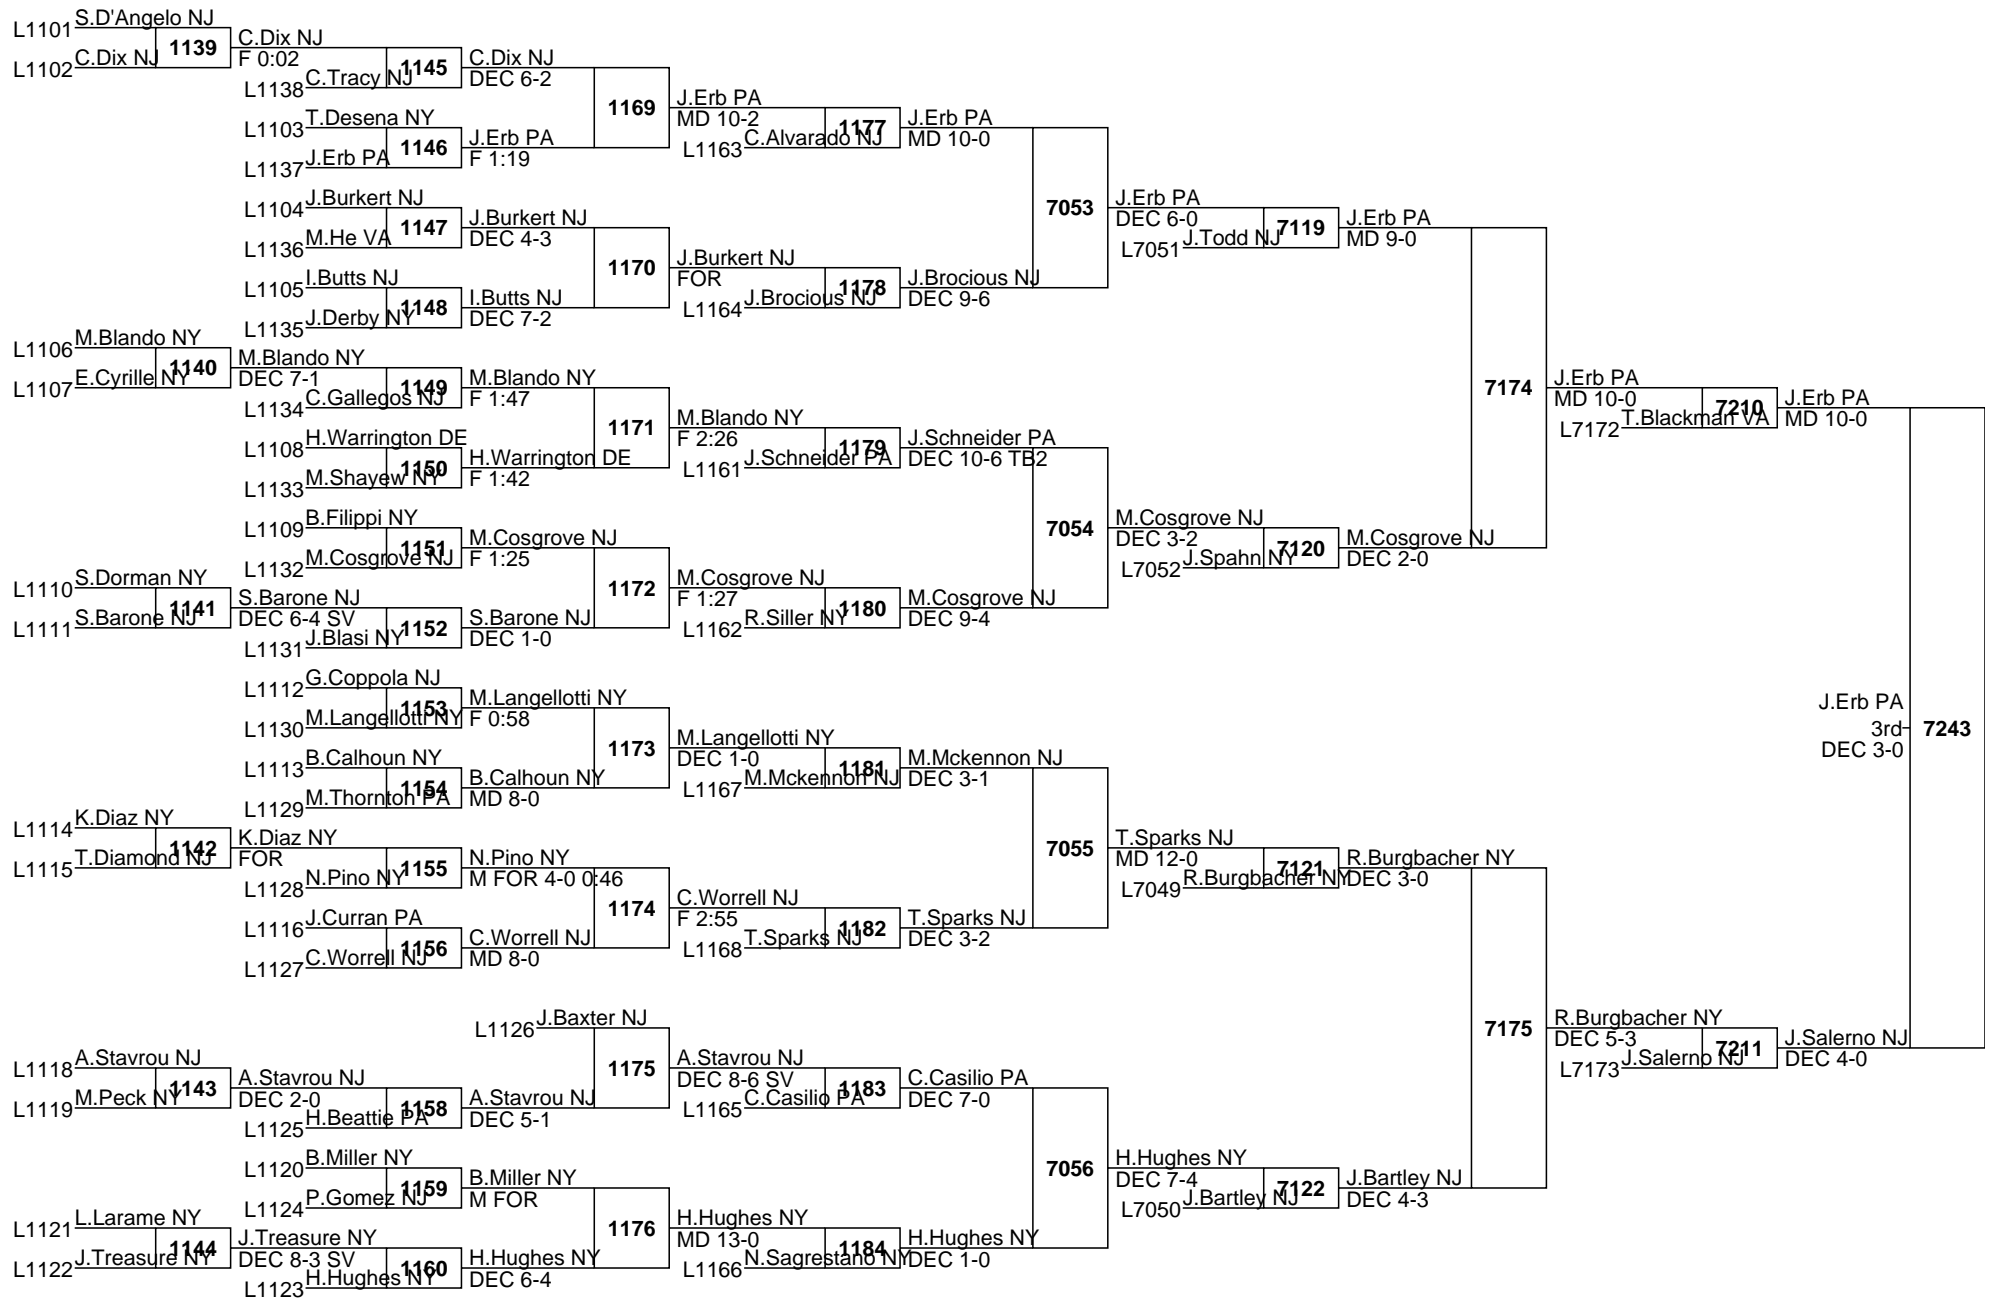 S.D'Angelo NJ
L1101
1139
C.Dix NJ
F 0:02
C.Dix NJ
L1102
1145
C.Dix NJ
DEC 6-2
C.Tracy NJ
L1138
1169
J.Erb PA
MD 10-2
T.Desena NY
L1103
1146
J.Erb PA
F 1:19
J.Erb PA
L1137
1177
J.Erb PA
MD 10-0
C.Alvarado NJ
L1163
J.Burkert NJ
L1104
1147
J.Burkert NJ
DEC 4-3
M.He VA
L1136
7053
J.Erb PA
DEC 6-0
7119
J.Erb PA
MD 9-0
J.Todd NJ
L7051
1170
J.Burkert NJ
FOR
I.Butts NJ
L1105
1148
I.Butts NJ
DEC 7-2
J.Derby NY
L1135
1178
J.Brocious NJ
DEC 9-6
J.Brocious NJ
L1164
M.Blando NY
L1106
1140
M.Blando NY
DEC 7-1
E.Cyrille NY
L1107
1149
M.Blando NY
F 1:47
C.Gallegos NJ
L1134
7174
J.Erb PA
MD 10-0
7210
J.Erb PA
MD 10-0
T.Blackman VA
L7172
1171
M.Blando NY
F 2:26
H.Warrington DE
L1108
1150
H.Warrington DE
F 1:42
M.Shayew NY
L1133
1179
J.Schneider PA
DEC 10-6 TB2
J.Schneider PA
L1161
B.Filippi NY
L1109
1151
M.Cosgrove NJ
F 1:25
M.Cosgrove NJ
L1132
7054
M.Cosgrove NJ
DEC 3-2
7120
M.Cosgrove NJ
DEC 2-0
J.Spahn NY
L7052
S.Dorman NY
L1110
1141
S.Barone NJ
DEC 6-4 SV
S.Barone NJ
L1111
1152
S.Barone NJ
DEC 1-0
J.Blasi NY
L1131
1172
M.Cosgrove NJ
F 1:27
1180
M.Cosgrove NJ
DEC 9-4
R.Siller NY
L1162
G.Coppola NJ
L1112
1153
M.Langellotti NY
F 0:58
M.Langellotti NY
L1130
1173
M.Langellotti NY
DEC 1-0
J.Erb PA
3rd
DEC 3-0
7243
B.Calhoun NY
L1113
1154
B.Calhoun NY
MD 8-0
M.Thornton PA
L1129
1181
M.Mckennon NJ
DEC 3-1
M.Mckennon NJ
L1167
K.Diaz NY
L1114
1142
K.Diaz NY
FOR
T.Diamond NJ
L1115
1155
N.Pino NY
M FOR 4-0 0:46
N.Pino NY
L1128
7055
T.Sparks NJ
MD 12-0
7121
R.Burgbacher NY
DEC 3-0
R.Burgbacher NY
L7049
1174
C.Worrell NJ
F 2:55
J.Curran PA
L1116
1156
C.Worrell NJ
MD 8-0
C.Worrell NJ
L1127
1182
T.Sparks NJ
DEC 3-2
T.Sparks NJ
L1168
J.Baxter NJ
L1126
7175
R.Burgbacher NY
DEC 5-3
7211
J.Salerno NJ
DEC 4-0
J.Salerno NJ
L7173
A.Stavrou NJ
L1118
1143
A.Stavrou NJ
DEC 2-0
M.Peck NY
L1119
1175
A.Stavrou NJ
DEC 8-6 SV
1158
A.Stavrou NJ
DEC 5-1
H.Beattie PA
L1125
1183
C.Casilio PA
DEC 7-0
C.Casilio PA
L1165
B.Miller NY
L1120
1159
B.Miller NY
M FOR
P.Gomez NJ
L1124
7056
H.Hughes NY
DEC 7-4
7122
J.Bartley NJ
DEC 4-3
J.Bartley NJ
L7050
L.Larame NY
L1121
1144
J.Treasure NY
DEC 8-3 SV
J.Treasure NY
L1122
1176
H.Hughes NY
MD 13-0
1160
H.Hughes NY
DEC 6-4
H.Hughes NY
L1123
1184
H.Hughes NY
DEC 1-0
N.Sagrestano NY
L1166